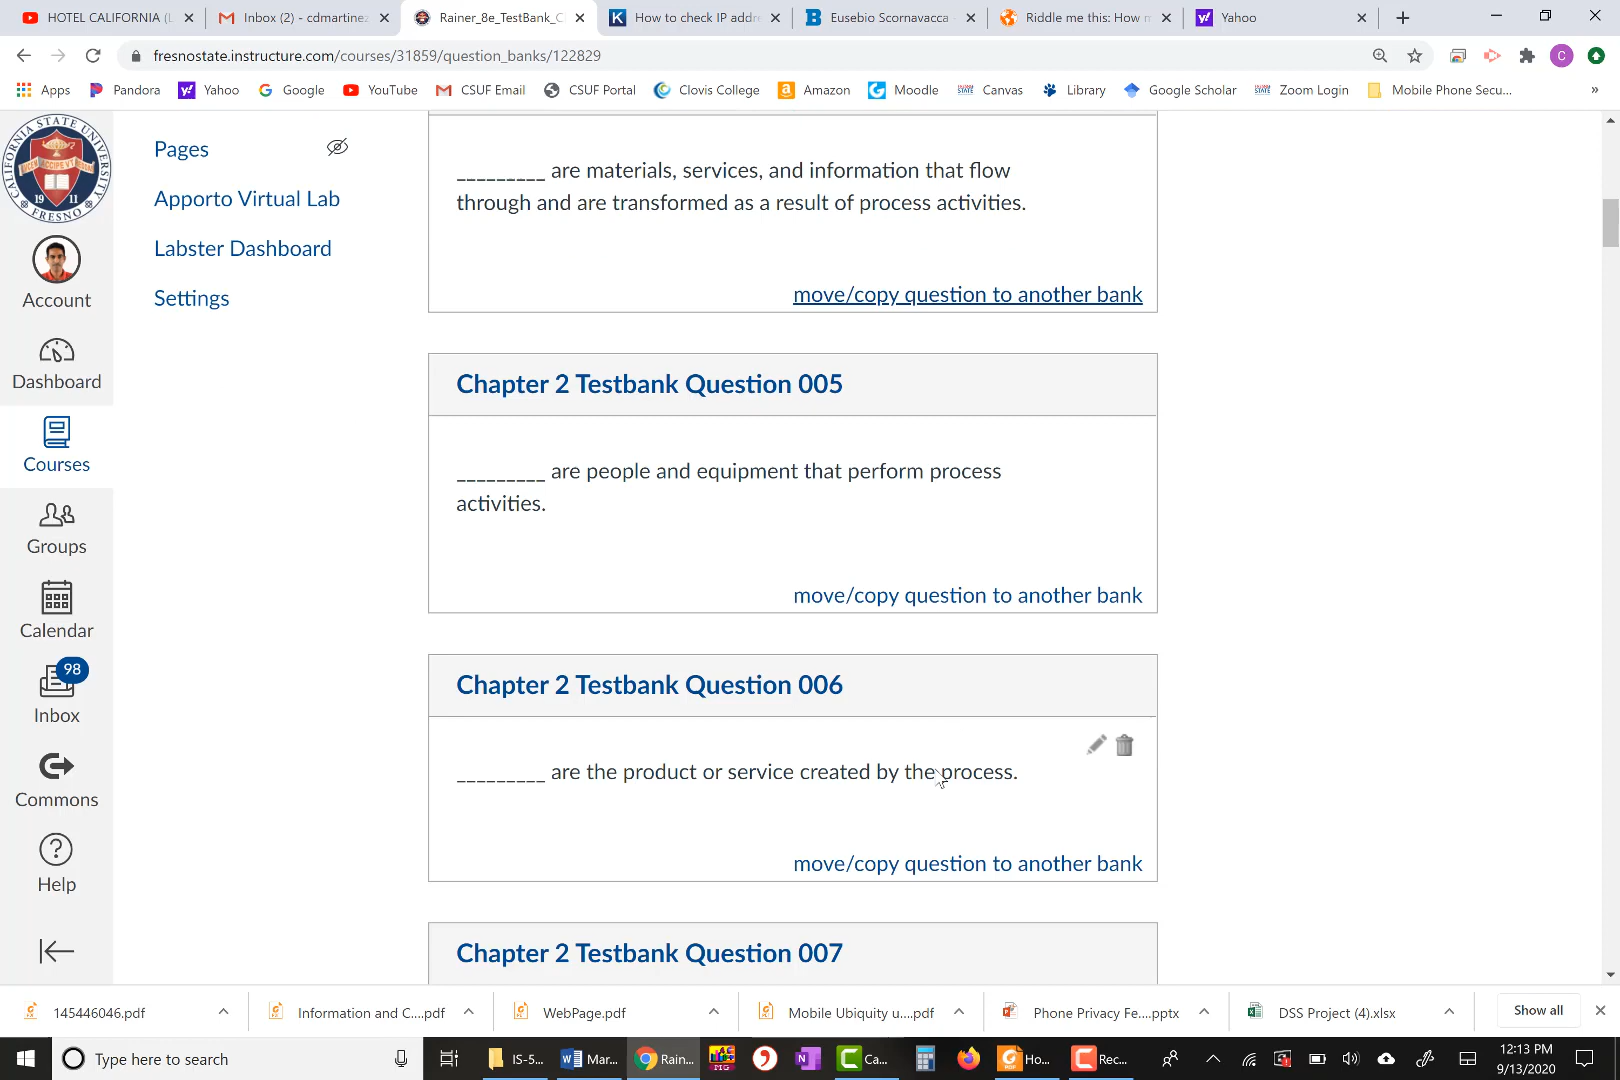 HOTEL CALIFORNIA (L
Inbox (2) - cdmartinez
Rainer_8e_TestBank_C
How to check IP addr
Eusebio Scornavacca -
Riddle me this: How m
Yahoo
fresnostate.instructure.com/courses/31859/question_banks/122829
C
Apps
Pandora
Yahoo
Google
YouTube
CSUF Email
CSUF Portal
Clovis College
Amazon
Moodle
Canvas
Library
Google Scholar
Zoom Login
Mobile Phone Secu...
»
CALIFORNIA STATE UNIVERSITY
19 11
FRESNO
Account
Dashboard
Courses
Groups
Calendar
98
Inbox
Commons
Help
Pages
Apporto Virtual Lab
Labster Dashboard
Settings
_________ are materials, services, and information that flow
through and are transformed as a result of process activities.
move/copy question to another bank
Chapter 2 Testbank Question 005
_________ are people and equipment that perform process
activities.
move/copy question to another bank
Chapter 2 Testbank Question 006
_________ are the product or service created by the process.
move/copy question to another bank
Chapter 2 Testbank Question 007
145446046.pdf
Information and C....pdf
WebPage.pdf
Mobile Ubiquity u....pdf
Phone Privacy Fe....pptx
DSS Project (4).xlsx
Show all
Type here to search
IS-5...
Mar...
Rain...
Ca...
Ho...
Rec...
12:13 PM
9/13/2020